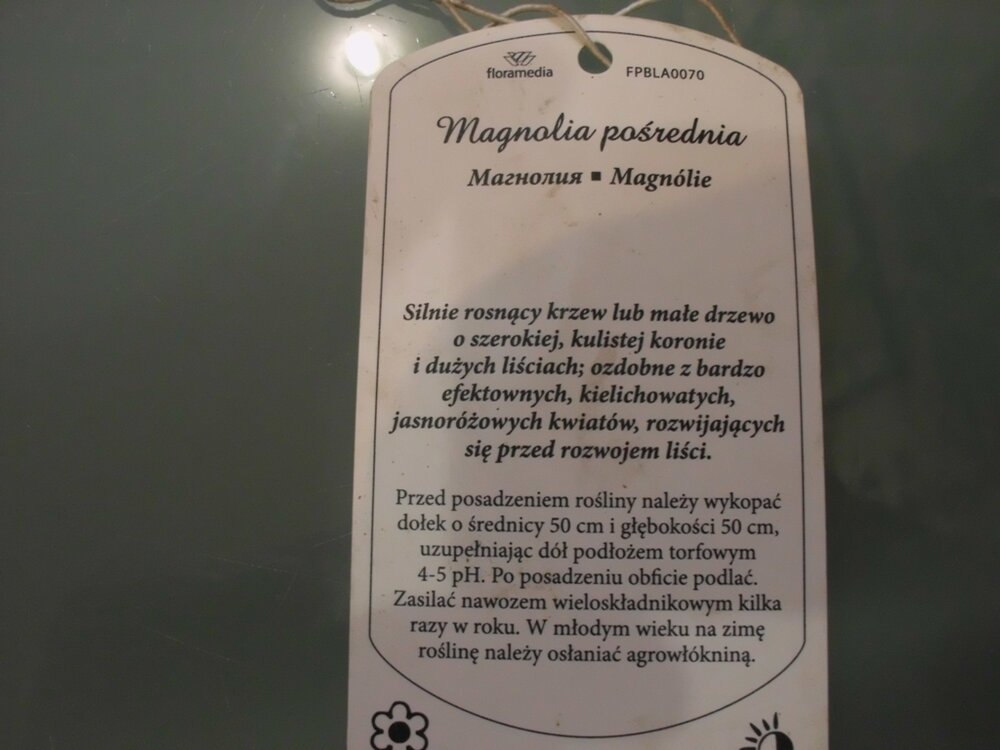 floramedia FPBLA0070
Magnolia pośrednia
Магнолия ▪ Magnólie
Silnie rosnący krzew lub małe drzewo
o szerokiej, kulistej koronie
i dużych liściach; ozdobne z bardzo
efektownych, kielichowatych,
jasnoróżowych kwiatów, rozwijających
się przed rozwojem liści.
Przed posadzeniem rośliny należy wykopać
dołek o średnicy 50 cm i głębokości 50 cm,
uzupełniając dół podłożem torfowym
4-5 pH. Po posadzeniu obficie podlać.
Zasilać nawozem wieloskładnikowym kilka
razy w roku. W młodym wieku na zimę
roślinę należy osłaniać agrowłókniną.